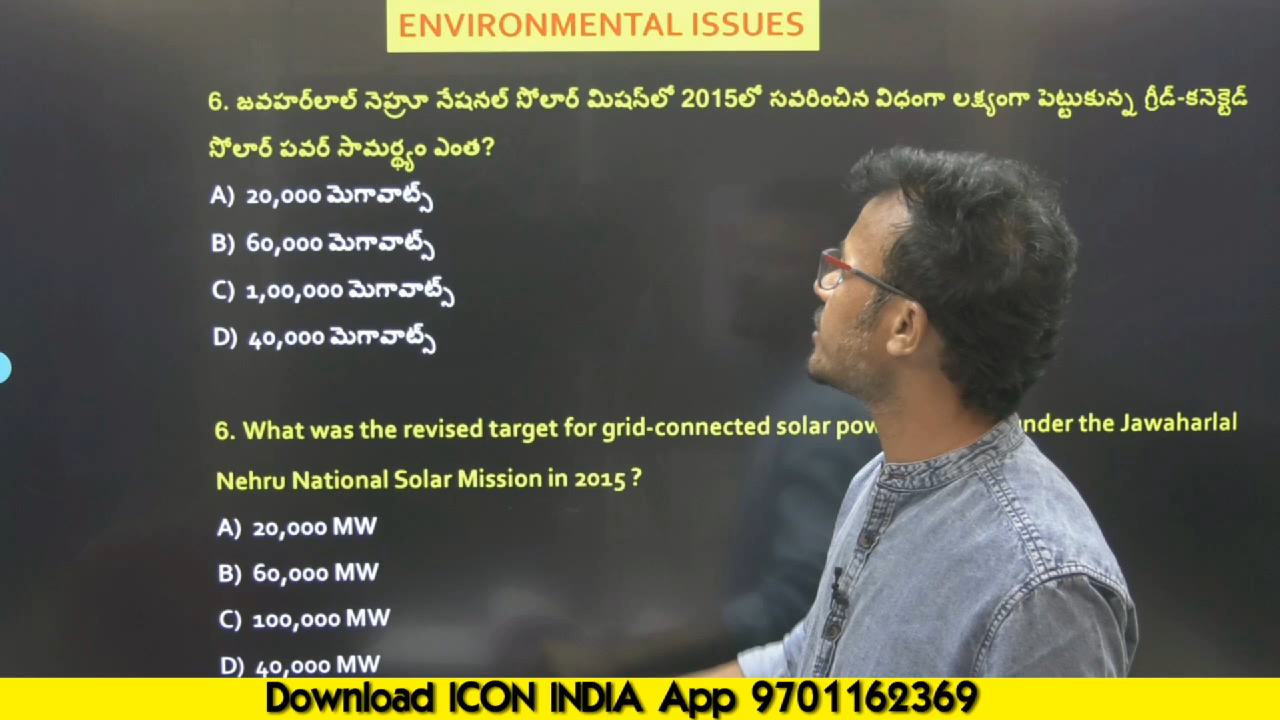 ENVIRONMENTAL ISSUES
6. జవహర్‌లాల్ నెహ్రూ నేషనల్ సోలార్ మిషన్‌లో 2015లో సవరించిన విధంగా లక్ష్యంగా పెట్టుకున్న గ్రీడ్-కనెక్టెడ్
సోలార్ పవర్ సామర్థ్యం ఎంత?
A) 20,000 మెగావాట్స్
B) 60,000 మెగావాట్స్
C) 1,00,000 మెగావాట్స్
D) 40,000 మెగావాట్స్
6. What was the revised target for grid-connected solar under the Jawaharlal
Nehru National Solar Mission in 2015 ?
A) 20,000 MW
B) 60,000 MW
C) 100,000 MW
D) 40,000 MW
Download ICON INDIA App 9701162369